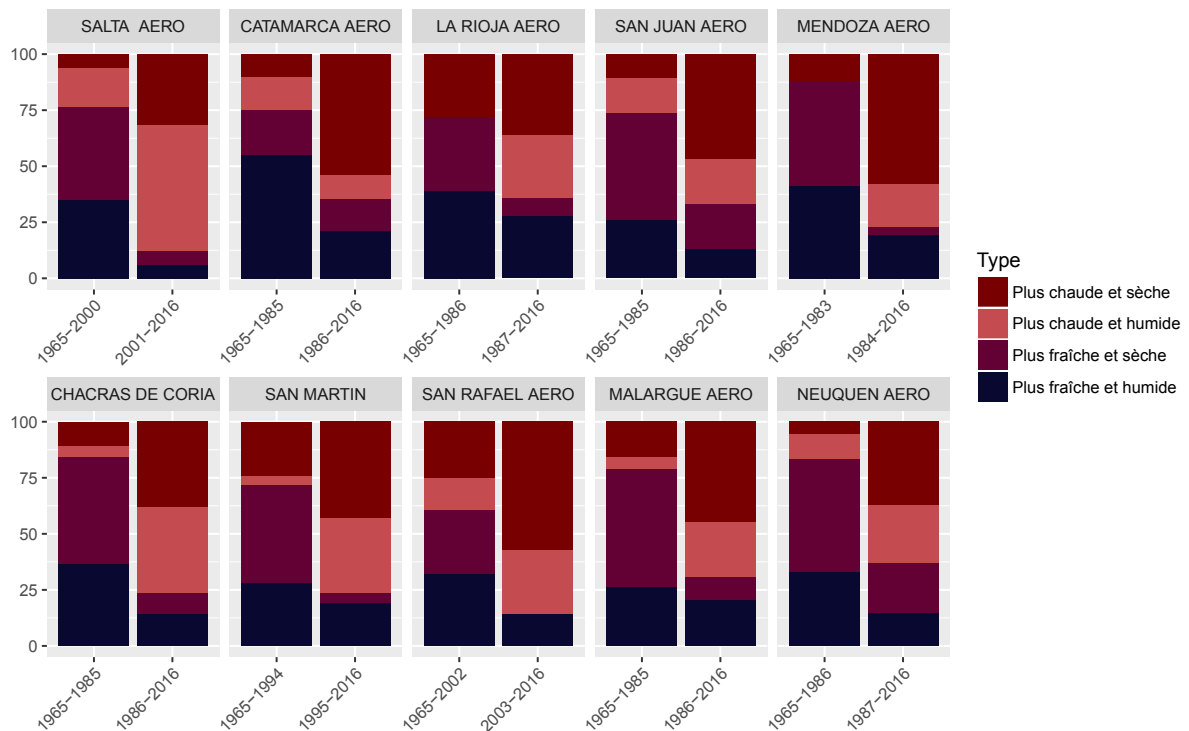 SALTA  AERO
CATAMARCA AERO
LA RIOJA AERO
SAN JUAN AERO
MENDOZA AERO
100
75
50
25
0
1965−2000
2001−2016
1965−1985
1986−2016
1965−1986
1987−2016
1965−1985
1986−2016
1965−1983
1984−2016
CHACRAS DE CORIA
SAN MARTIN
SAN RAFAEL AERO
MALARGUE AERO
NEUQUEN AERO
100
75
50
25
0
1965−1985
1986−2016
1965−1994
1995−2016
1965−2002
2003−2016
1965−1985
1986−2016
1965−1986
1987−2016
Type
Plus chaude et sèche
Plus chaude et humide
Plus fraîche et sèche
Plus fraîche et humide